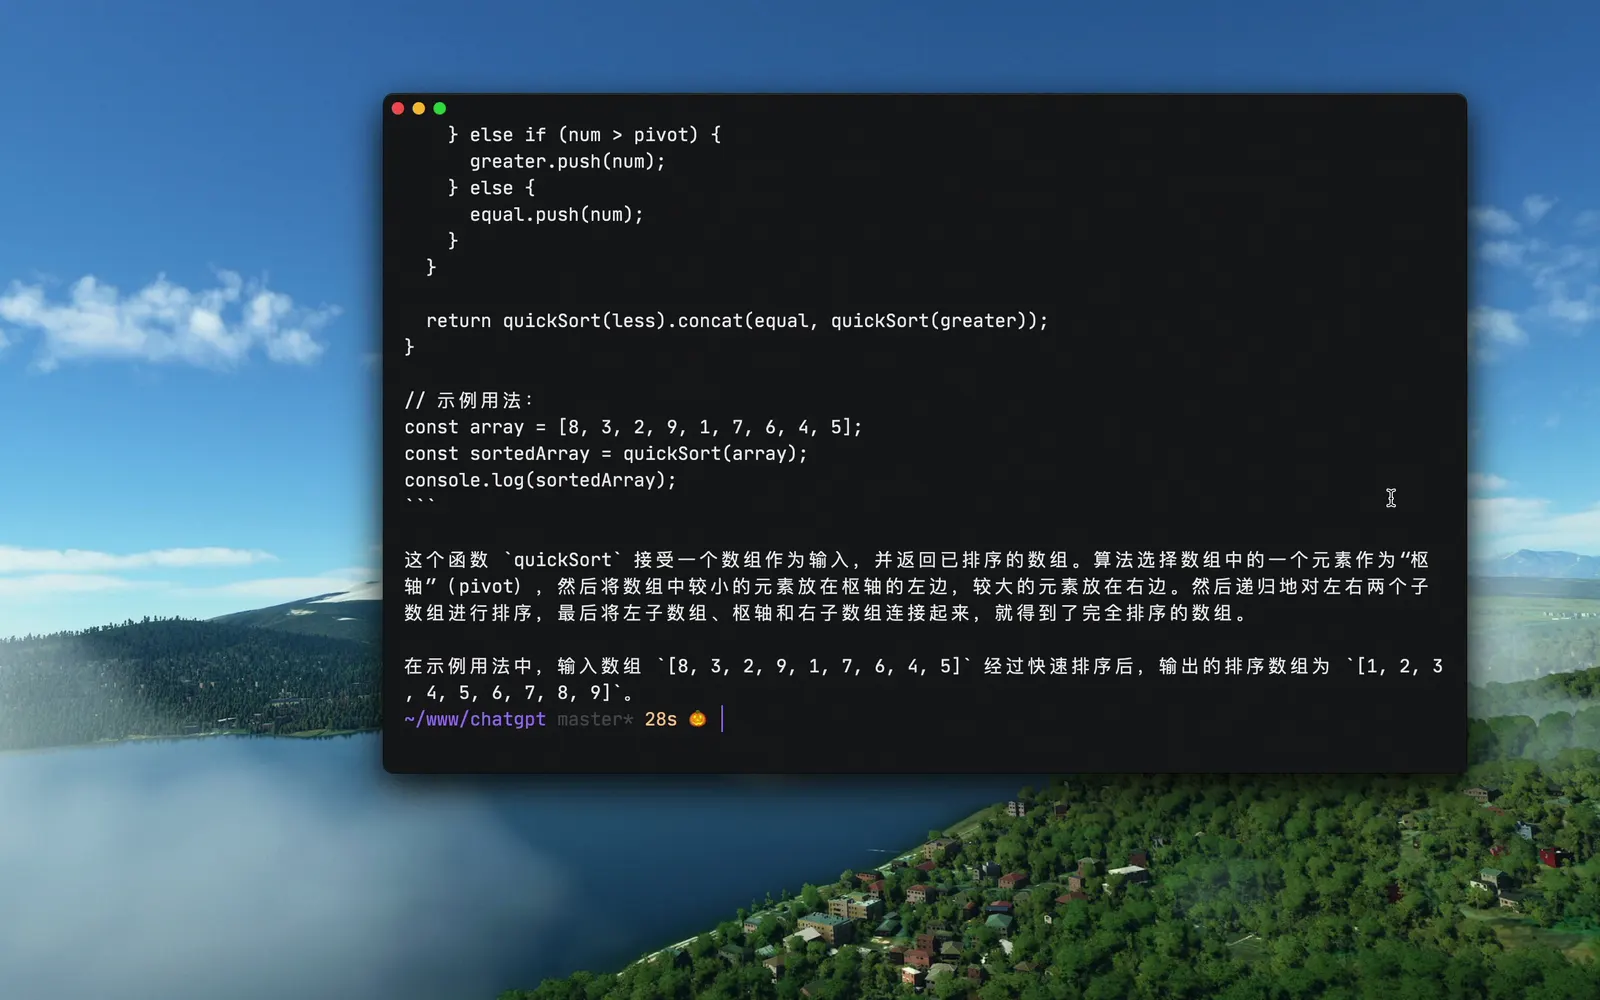 } else if (num > pivot) {
greater.push(num);
} else {
equal.push(num);
}
}
return quickSort(less).concat(equal, quickSort(greater));
}
// 示例用法：
const array = [8, 3, 2, 9, 1, 7, 6, 4, 5];
const sortedArray = quickSort(array);
console.log(sortedArray);
```
这个函数 `quickSort` 接受一个数组作为输入，并返回已排序的数组。算法选择数组中的一个元素作为“枢
轴”（pivot），然后将数组中较小的元素放在枢轴的左边，较大的元素放在右边。然后递归地对左右两个子
数组进行排序，最后将左子数组、枢轴和右子数组连接起来，就得到了完全排序的数组。
在示例用法中，输入数组 `[8, 3, 2, 9, 1, 7, 6, 4, 5]` 经过快速排序后，输出的排序数组为 `[1, 2, 3
, 4, 5, 6, 7, 8, 9]`。
~/www/chatgpt master* 28s 🎃